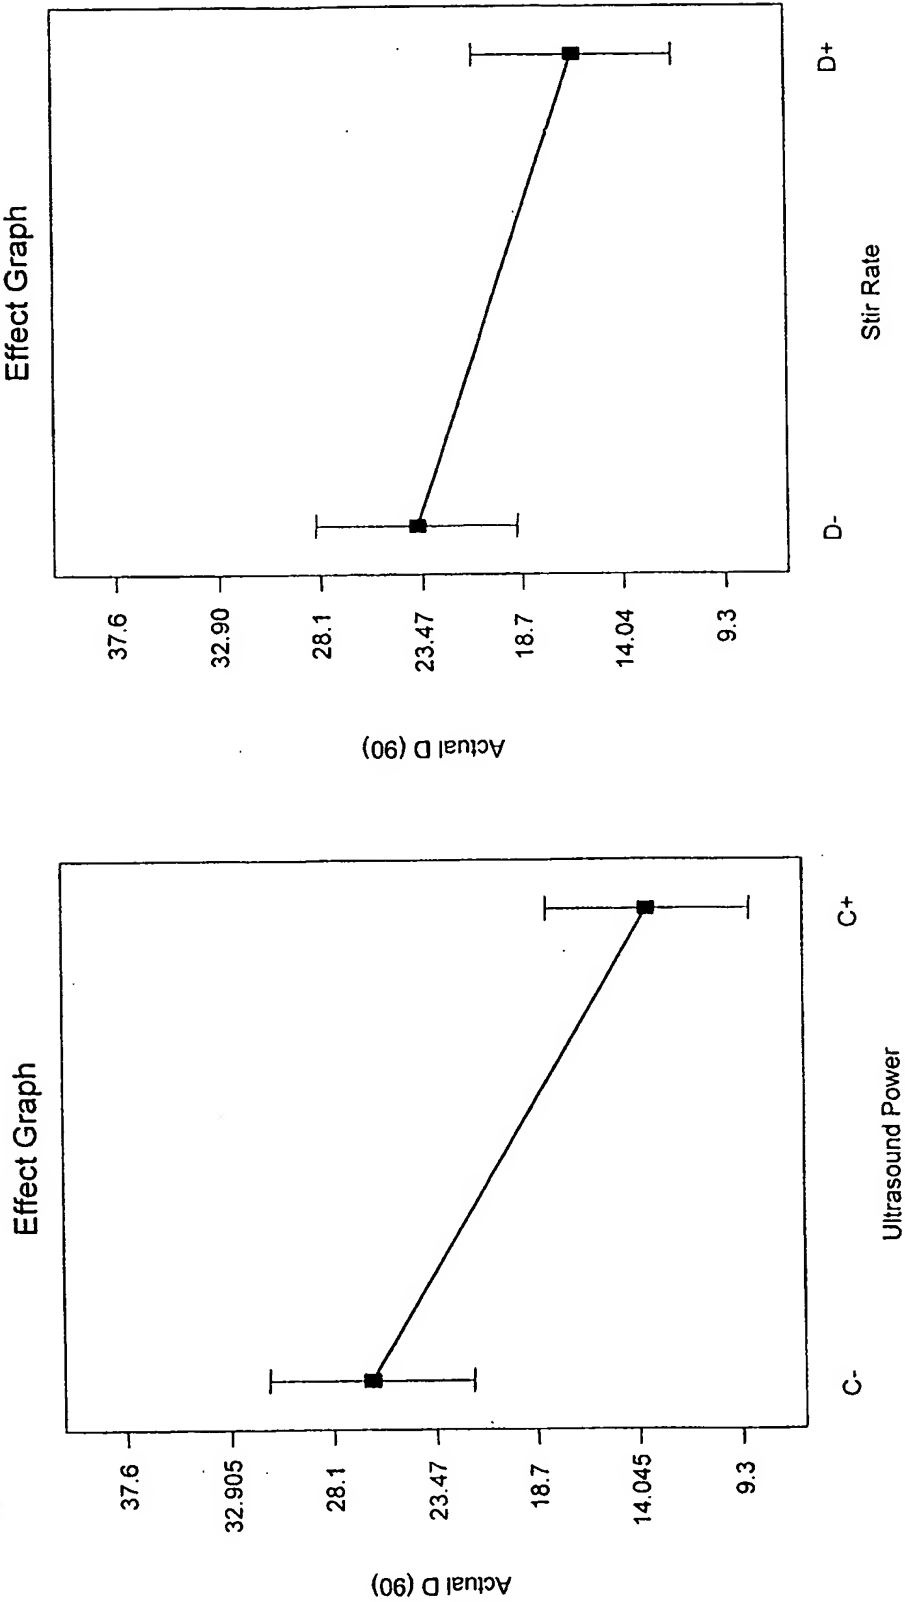 Effect Graph
Actual D (90)
37.6
32.905
28.1
23.47
18.7
14.045
9.3
C-
C+
Ultrasound Power
Effect Graph
Actual D (90)
37.6
32.90
28.1
23.47
18.7
14.04
9.3
D-
D+
Stir Rate